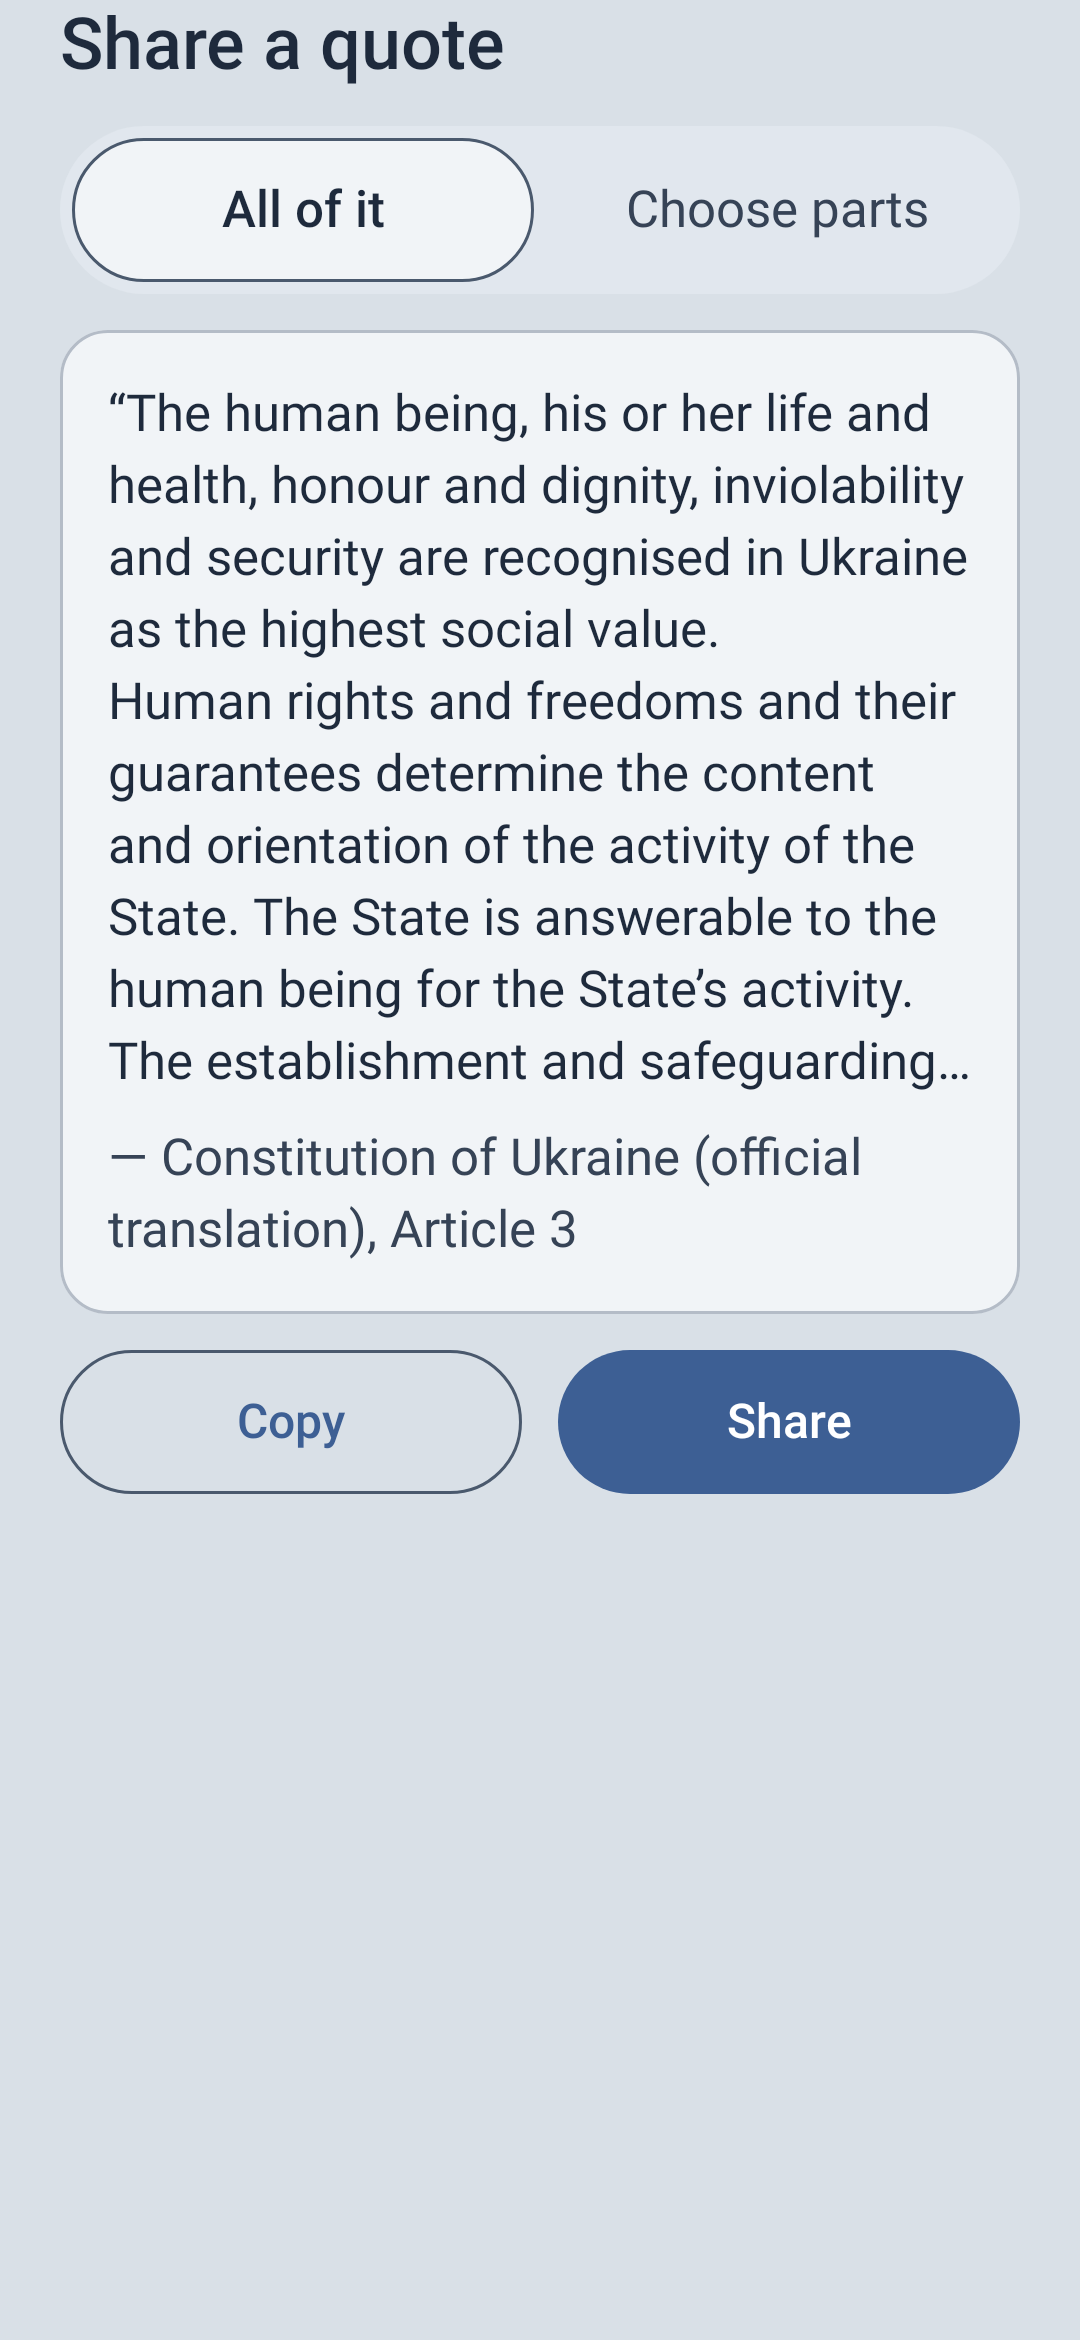 Share a quote
All of it
Choose parts
“The human being, his or her life and
health, honour and dignity, inviolability
and security are recognised in Ukraine
as the highest social value.
Human rights and freedoms and their
guarantees determine the content
and orientation of the activity of the
State. The State is answerable to the
human being for the State’s activity.
The establishment and safeguarding…
— Constitution of Ukraine (official
translation), Article 3
Copy
Share